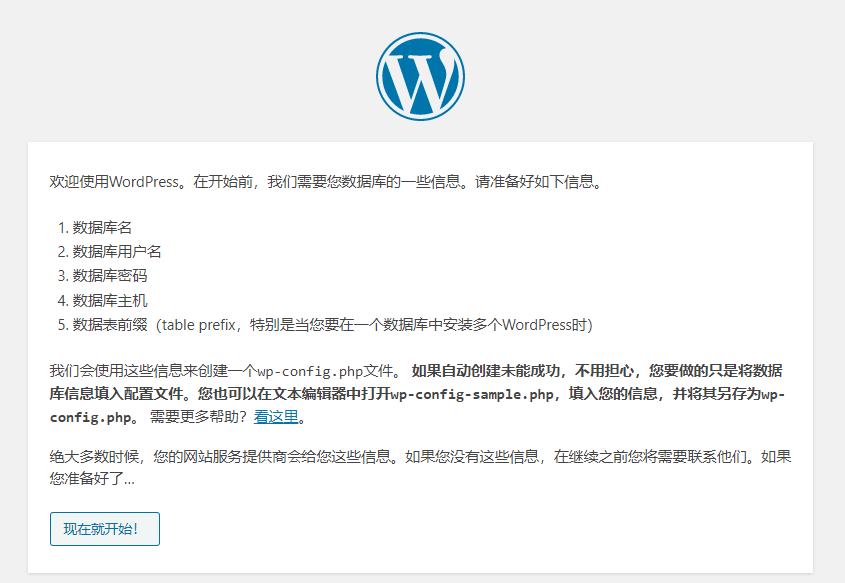 欢迎使用WordPress。在开始前，我们需要您数据库的一些信息。请准备好如下信息。
1. 数据库名
2. 数据库用户名
3. 数据库密码
4. 数据库主机
5. 数据表前缀（table prefix，特别是当您要在一个数据库中安装多个WordPress时）
我们会使用这些信息来创建一个wp-config.php文件。 如果自动创建未能成功，不用担心，您要做的只是将数据
库信息填入配置文件。您也可以在文本编辑器中打开wp-config-sample.php，填入您的信息，并将其另存为wp-
config.php。 需要更多帮助？看这里。
绝大多数时候，您的网站服务提供商会给您这些信息。如果您没有这些信息，在继续之前您将需要联系他们。如果
您准备好了...
现在就开始！